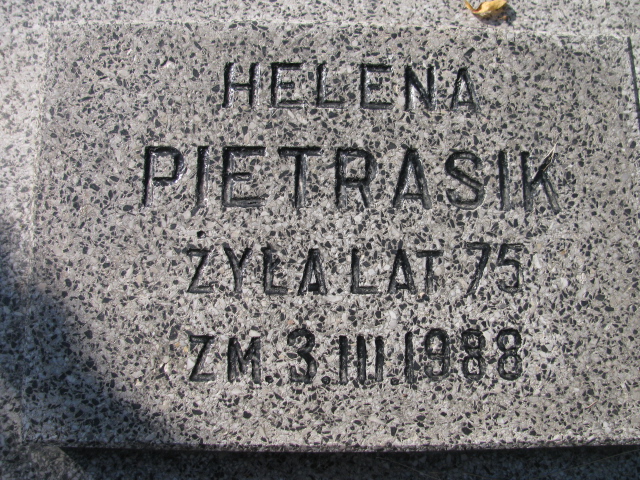 HELENA
PIETRASIK
ŻYŁA LAT 75
ZM 3.III.1988